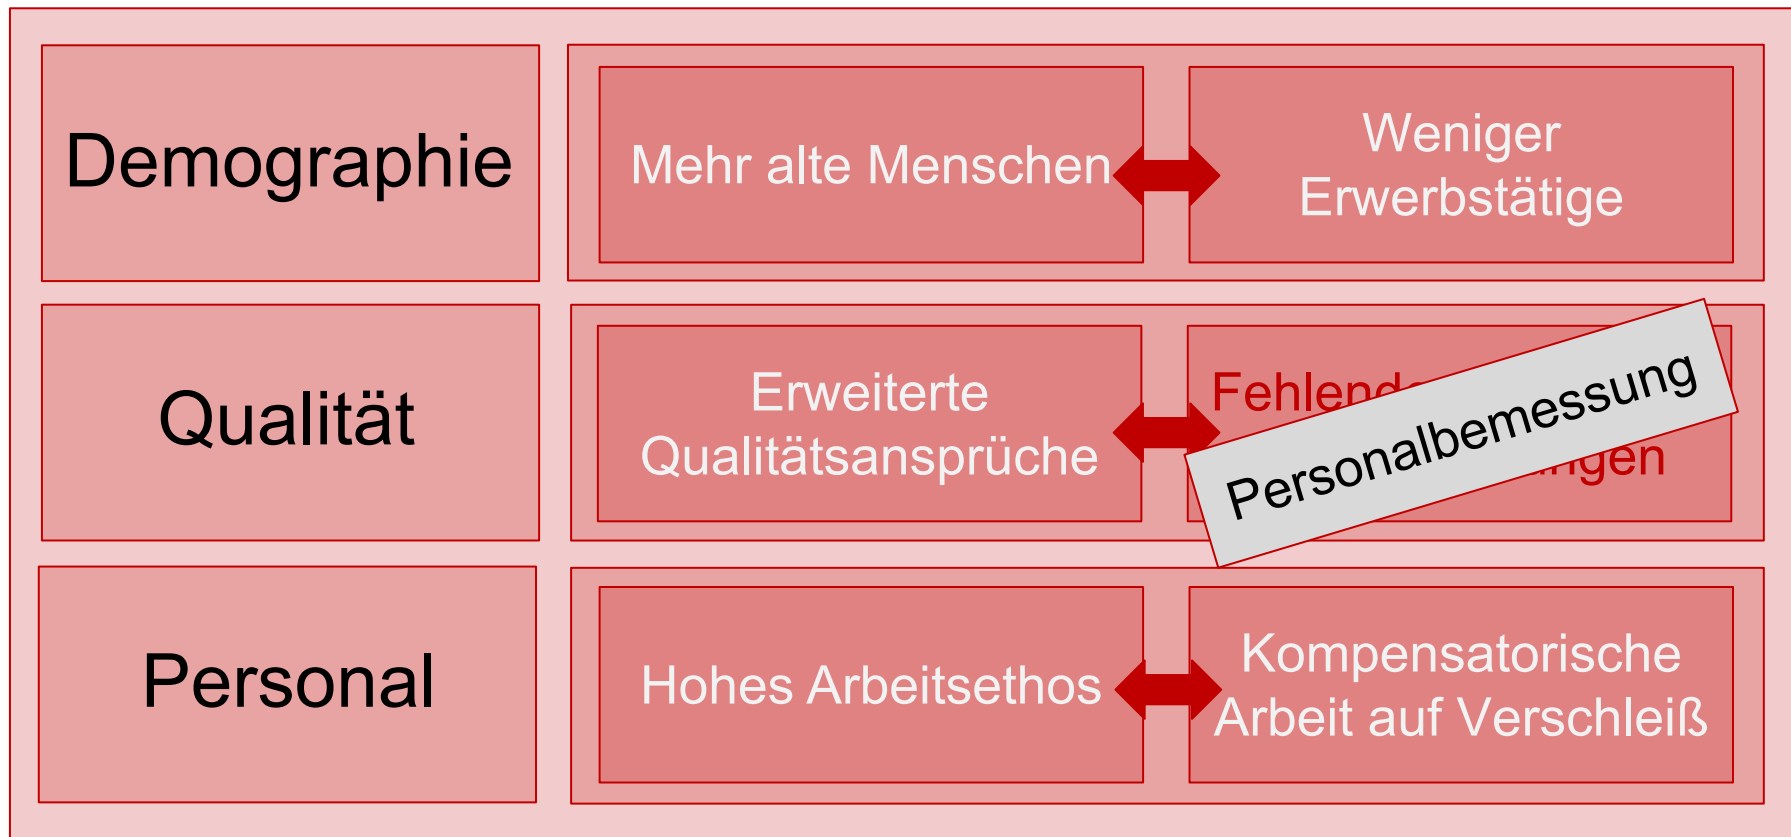 Demographie
Mehr alte Menschen
Weniger
Erwerbstätige
Qualität
Erweiterte
Qualitätsansprüche
Personalbemessung
Personal
Hohes Arbeitsethos
Kompensatorische
Arbeit auf Verschleiß